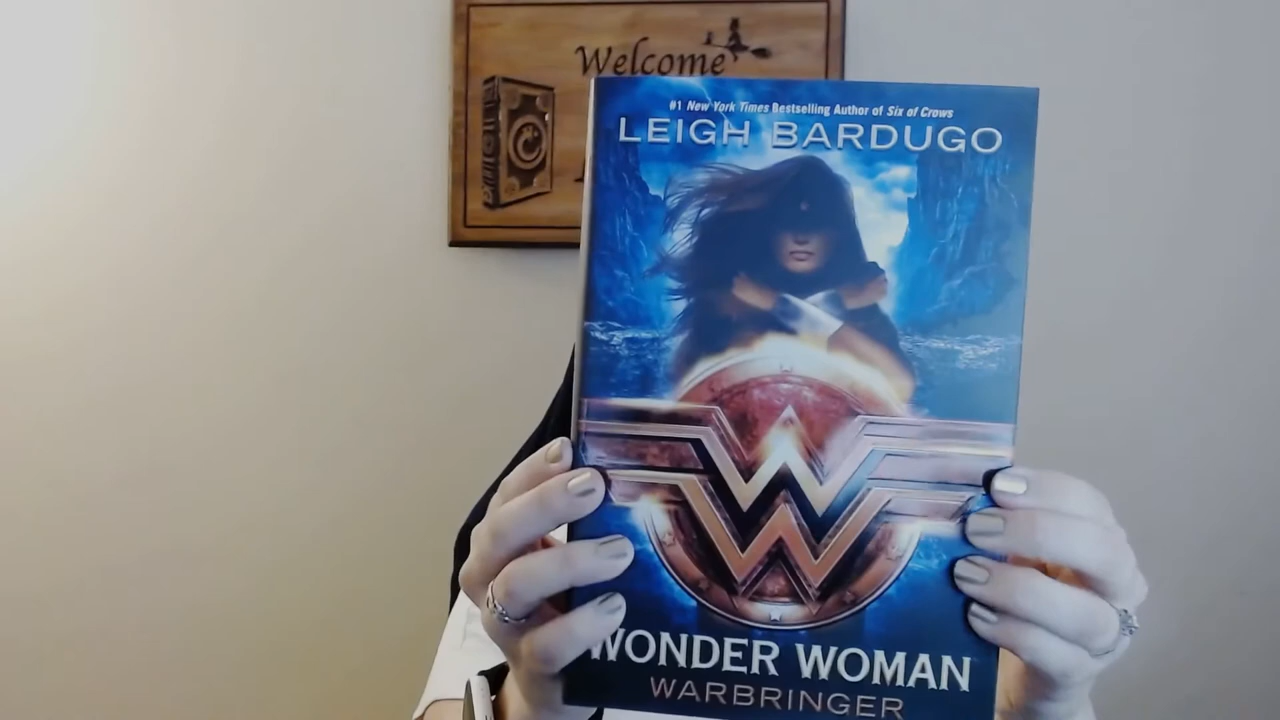 Welcome
#1 New York Times Bestselling Author of Six of Crows
LEIGH BARDUGO
W
WONDER WOMAN
WARBRINGER